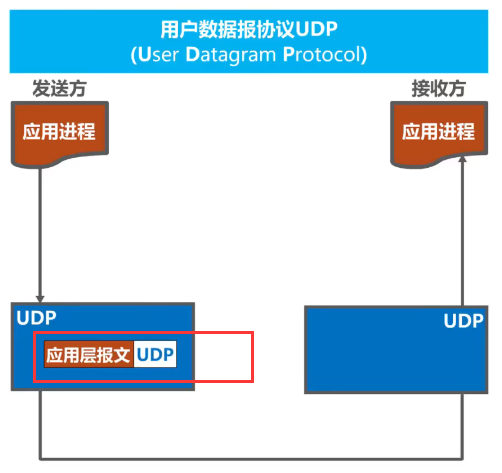 用户数据报协议UDP
(User Datagram Protocol)
发送方
接收方
应用进程
应用进程
UDP
UDP
应用层报文 UDP